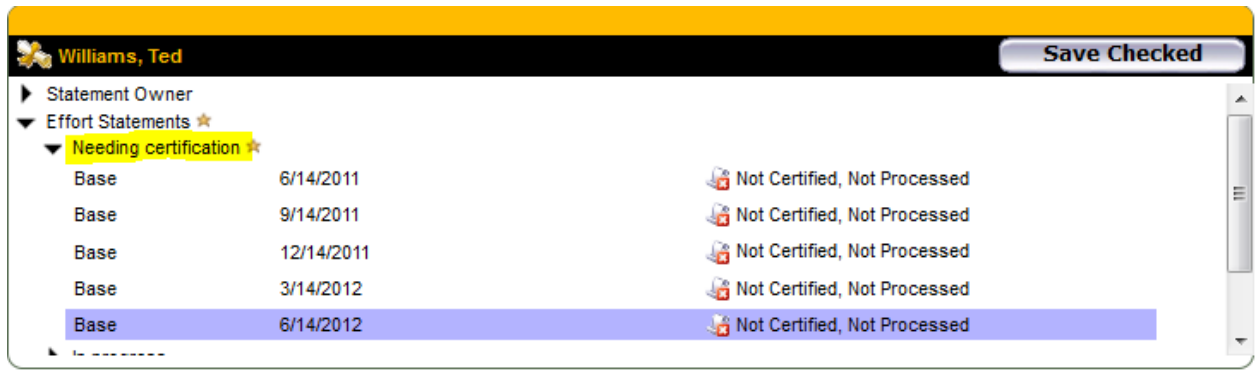 Williams, Ted Save Checked
Statement Owner
Effort Statements
Needing certification
Base 6/14/2011 Not Certified, Not Processed
Base 9/14/2011 Not Certified, Not Processed
Base 12/14/2011 Not Certified, Not Processed
Base 3/14/2012 Not Certified, Not Processed
Base 6/14/2012 Not Certified, Not Processed
In progress